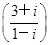 (3+i / 1−i)